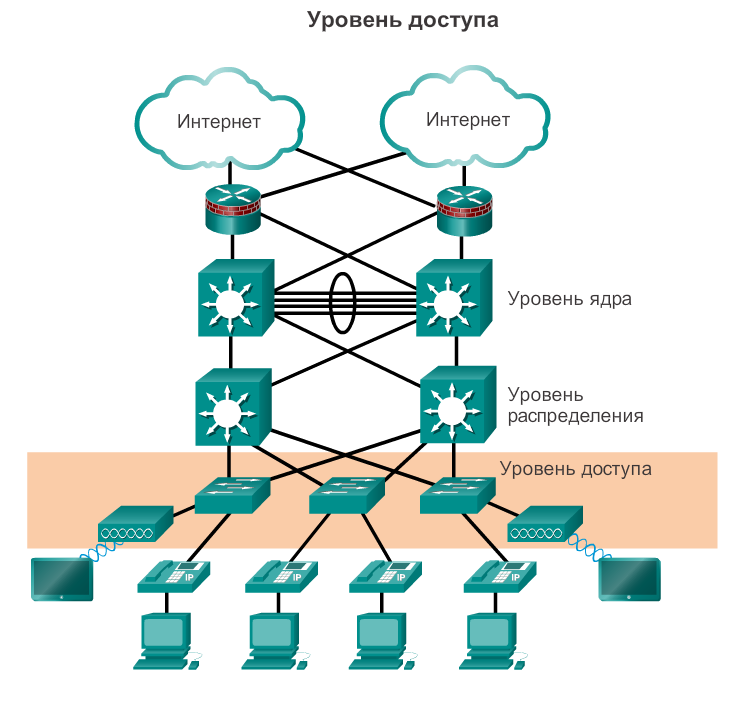 Уровень доступа
Интернет
Интернет
Уровень ядра
Уровень
распределения
Уровень доступа
IP
IP
IP
IP